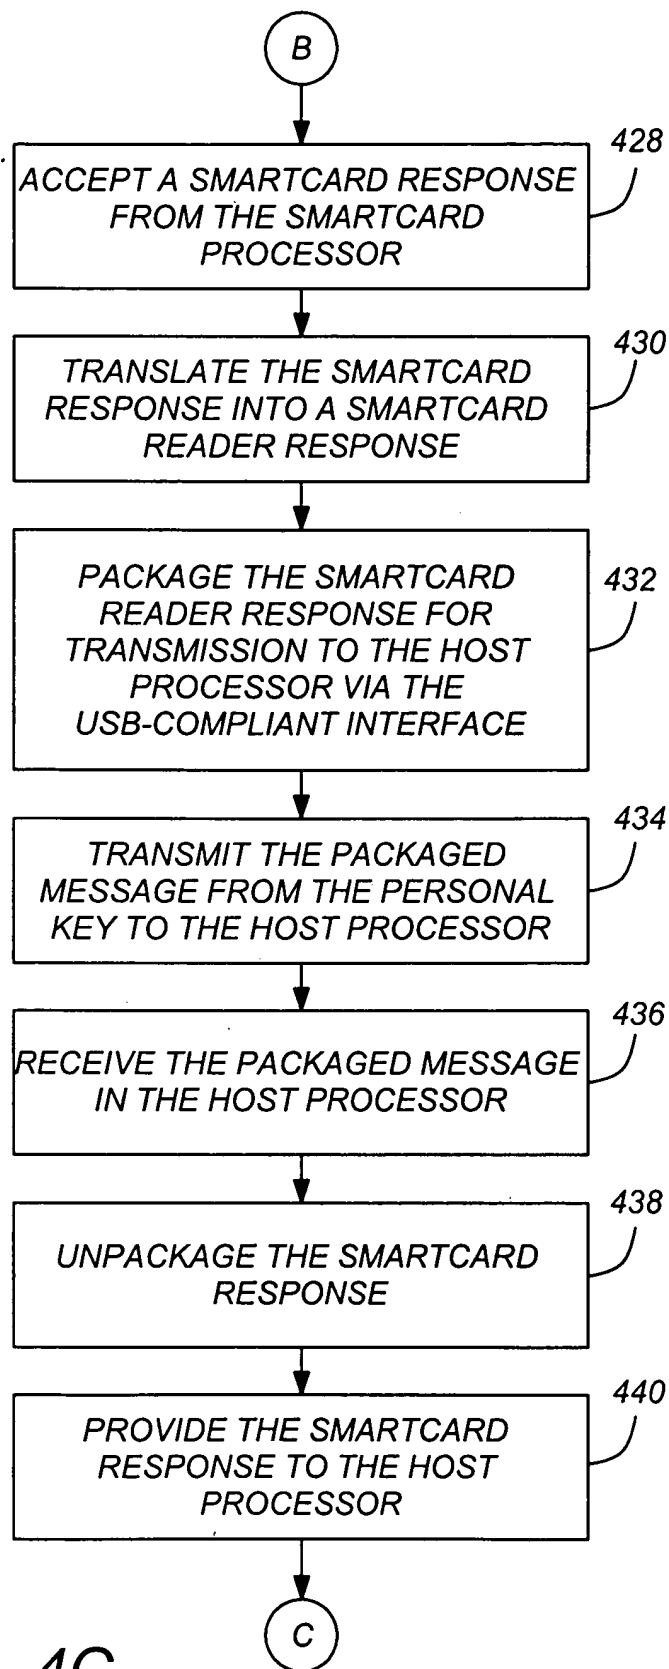 B
428
ACCEPT A SMARTCARD RESPONSE
FROM THE SMARTCARD
PROCESSOR
430
TRANSLATE THE SMARTCARD
RESPONSE INTO A SMARTCARD
READER RESPONSE
432
PACKAGE THE SMARTCARD
READER RESPONSE FOR
TRANSMISSION TO THE HOST
PROCESSOR VIA THE
USB-COMPLIANT INTERFACE
434
TRANSMIT THE PACKAGED
MESSAGE FROM THE PERSONAL
KEY TO THE HOST PROCESSOR
436
RECEIVE THE PACKAGED MESSAGE
IN THE HOST PROCESSOR
438
UNPACKAGE THE SMARTCARD
RESPONSE
440
PROVIDE THE SMARTCARD
RESPONSE TO THE HOST
PROCESSOR
C
4C